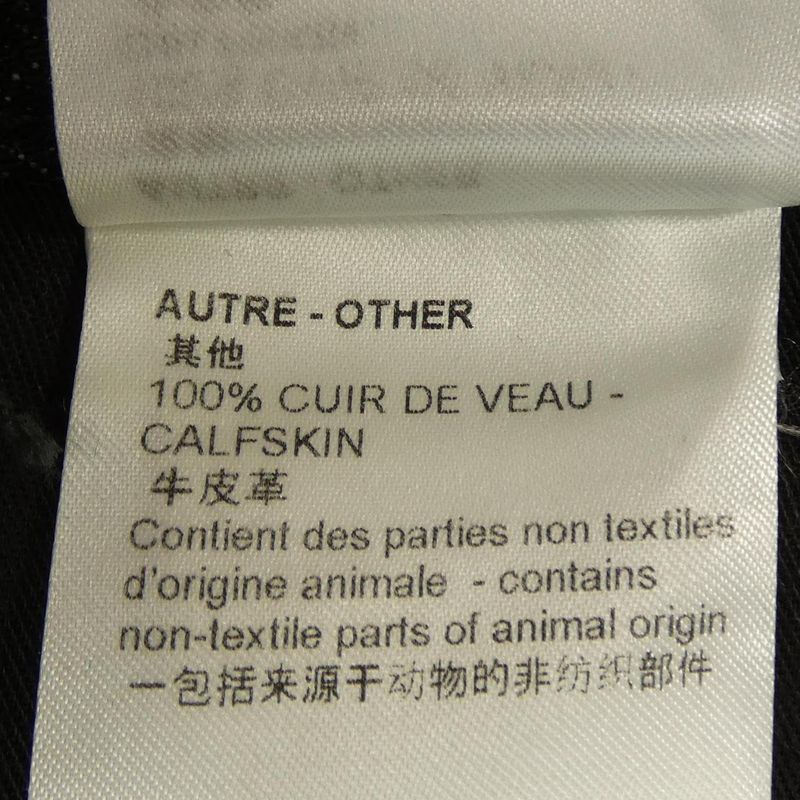 AUTRE - OTHER
其他
100% CUIR DE VEAU -
CALFSKIN
牛皮革
Contient des parties non textiles
d'origine animale - contains
non-textile parts of animal origin
一包括来源于动物的非纺织部件